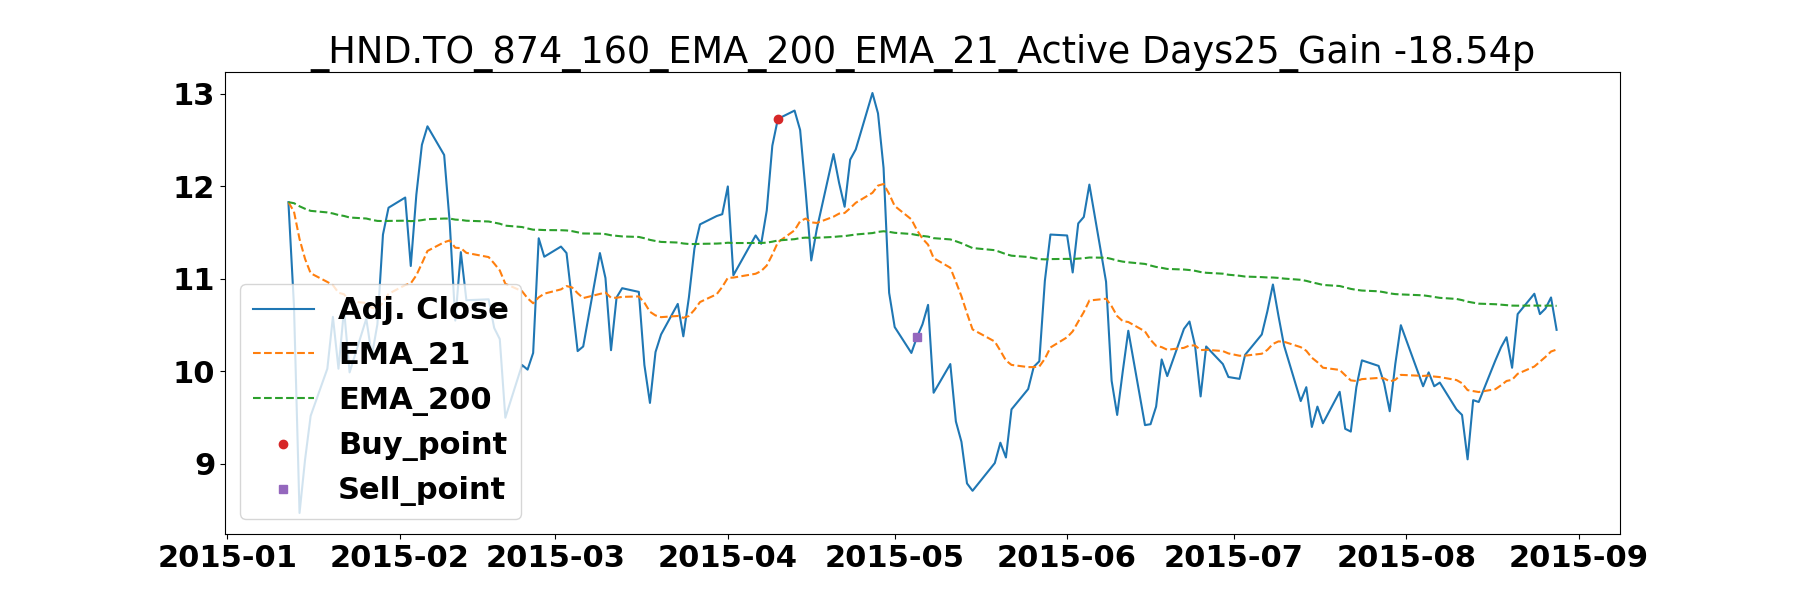 _HND.TO_874_160_EMA_200_EMA_21_Active Days25_Gain -18.54p
13
12
11
10
9
Adj. Close
EMA_21
EMA_200
Buy_point
Sell_point
2015-01 2015-02 2015-03 2015-04 2015-05 2015-06 2015-07 2015-08 2015-09